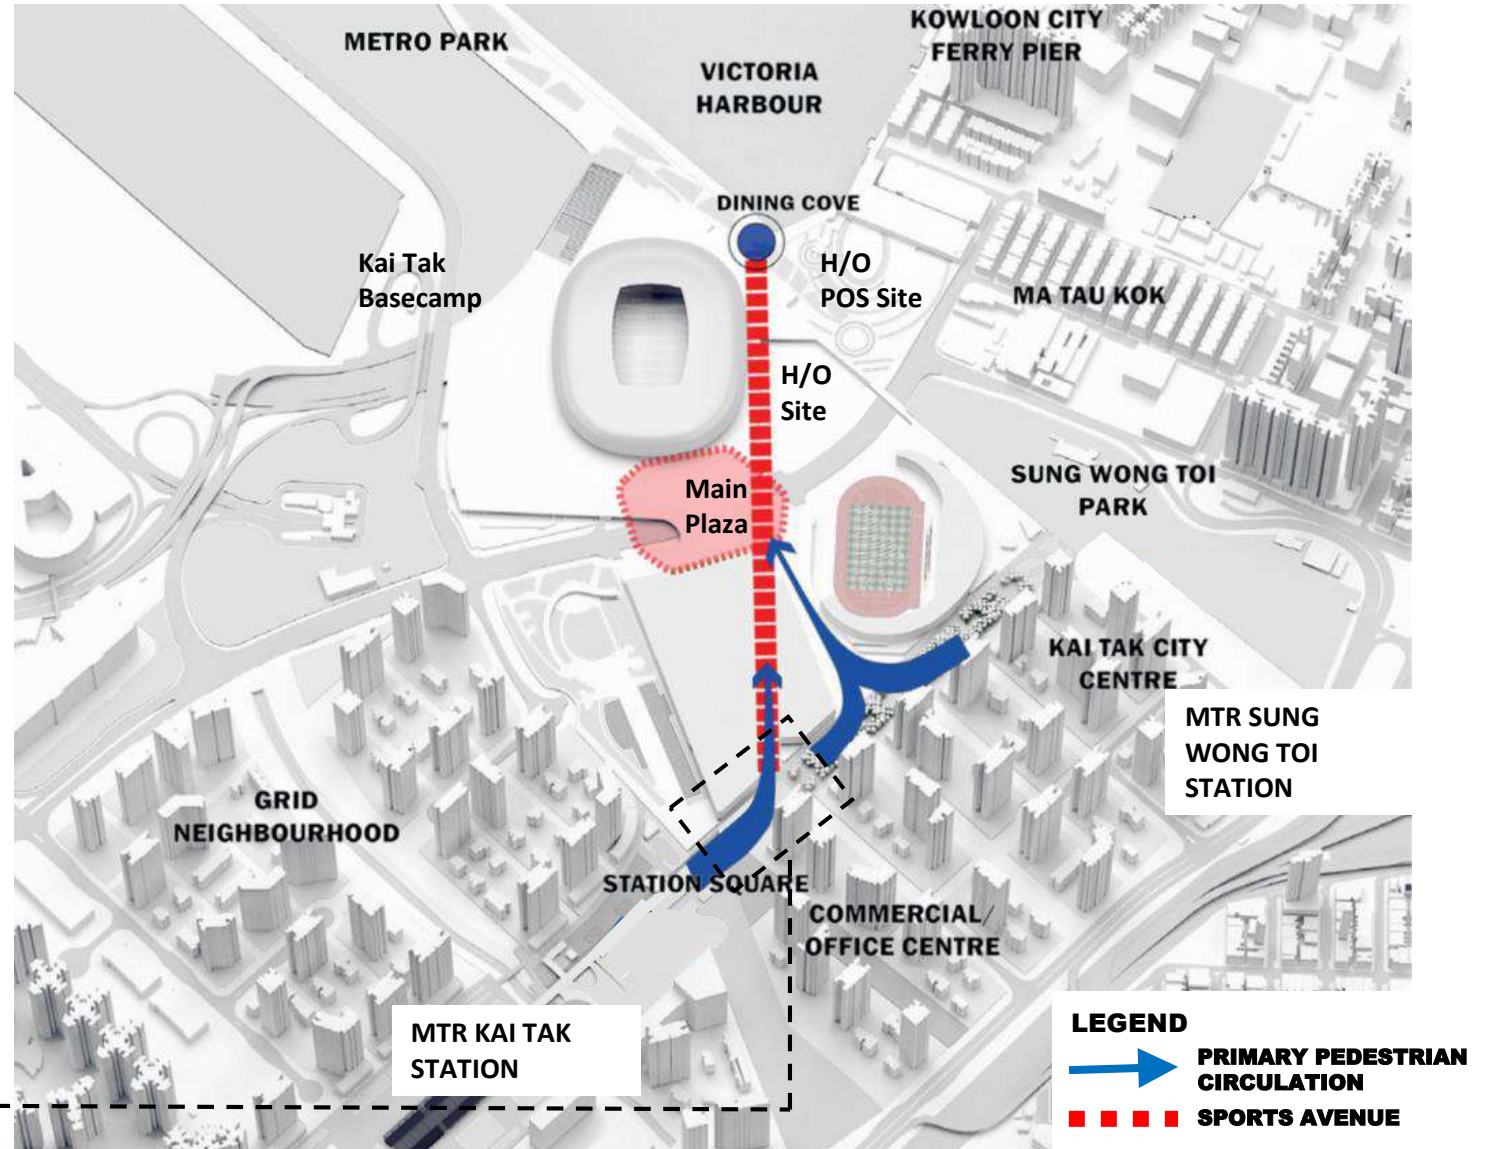 KOWLOON CITY
FERRY PIER
METRO PARK
VICTORIA
HARBOUR
DINING COVE
Kai Tak
Basecamp
H/O
POS Site
MA TAU KOK
H/O
Site
Main
Plaza
SUNG WONG TOI
PARK
KAI TAK CITY
CENTRE
MTR SUNG
WONG TOI
STATION
GRID
NEIGHBOURHOOD
STATION SQUARE
COMMERCIAL/
OFFICE CENTRE
MTR KAI TAK
STATION
LEGEND
PRIMARY PEDESTRIAN
CIRCULATION
SPORTS AVENUE